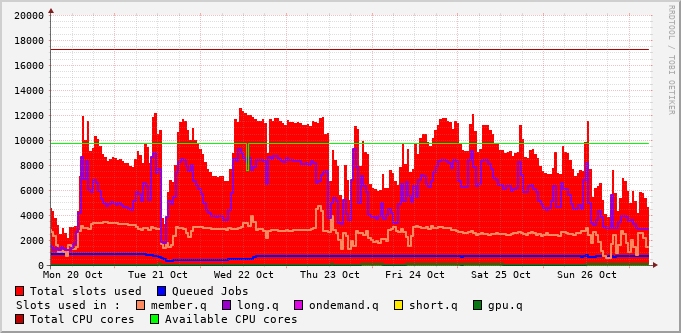 20000
18000
16000
14000
12000
10000
8000
6000
4000
2000
0
Mon 20 Oct Tue 21 Oct Wed 22 Oct Thu 23 Oct Fri 24 Oct Sat 25 Oct Sun 26 Oct
Total slots used Queued Jobs
Slots used in : member.q long.q ondemand.q short.q gpu.q
Total CPU cores Available CPU cores
RRDTOOL / TOBI OETIKER